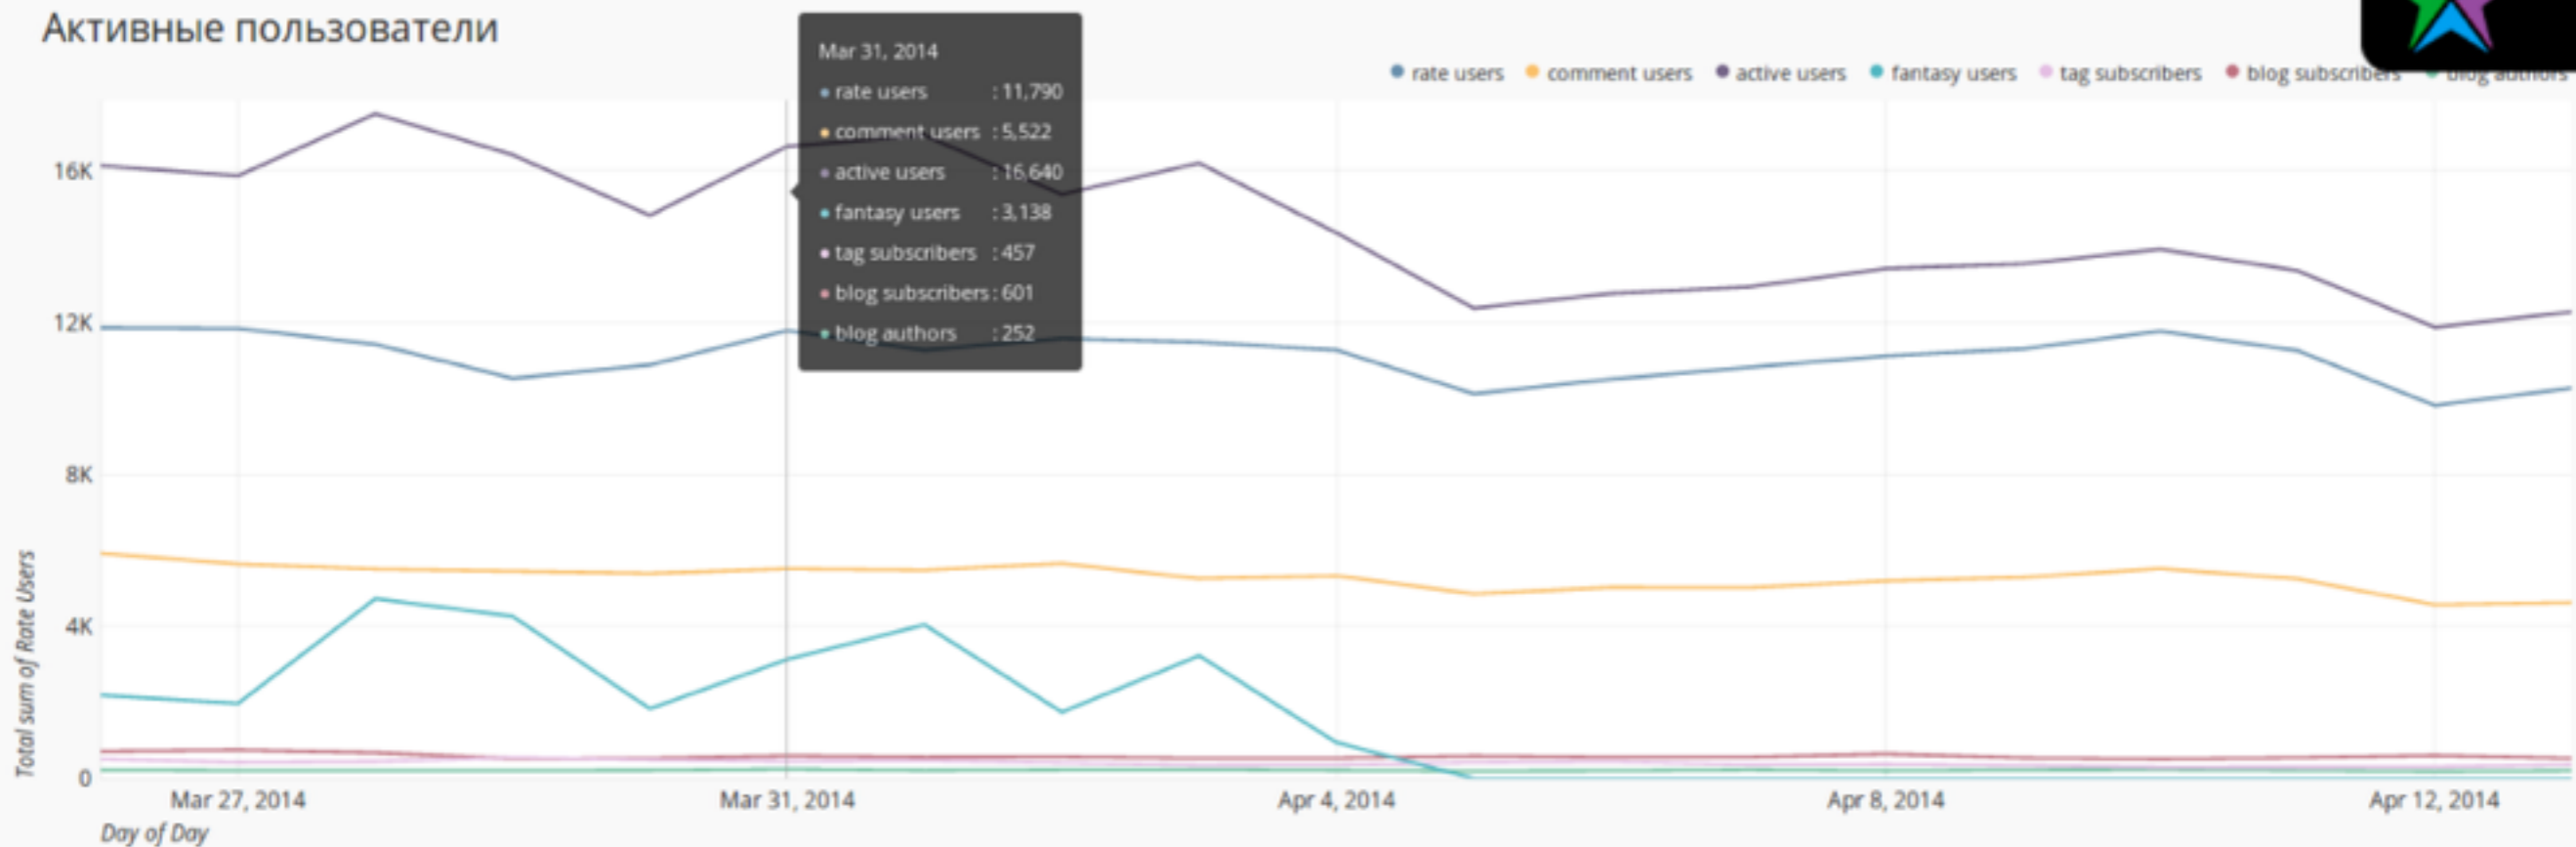 Активные пользователи
Mar 31, 2014
rate users : 11,790
comment users : 5,522
active users : 16,640
fantasy users : 3,138
tag subscribers : 457
blog subscribers : 601
blog authors : 252
rate users comment users active users fantasy users tag subscribers blog subscribers blog authors
16K
12K
8K
4K
0
Total sum of Rate Users
Mar 27, 2014 Mar 31, 2014 Apr 4, 2014 Apr 8, 2014 Apr 12, 2014
Day of Day